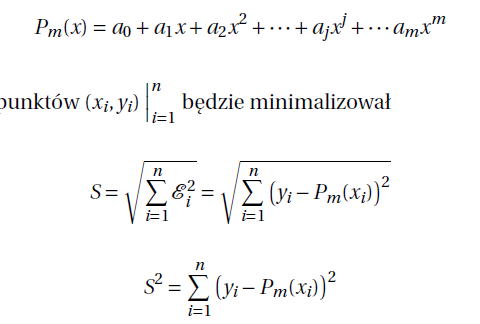 P_m(x) = a_0 + a_1x + a_2x^2 + ⋯ + a_jx^j + ⋯ a_mx^m
punktów (x_i, y_i) |_{i=1}^{n} będzie minimalizował
S = √(∑_{i=1}^{n} ℰ_i^2) = √(∑_{i=1}^{n} (y_i − P_m(x_i))^2)
S^2 = ∑_{i=1}^{n} (y_i − P_m(x_i))^2